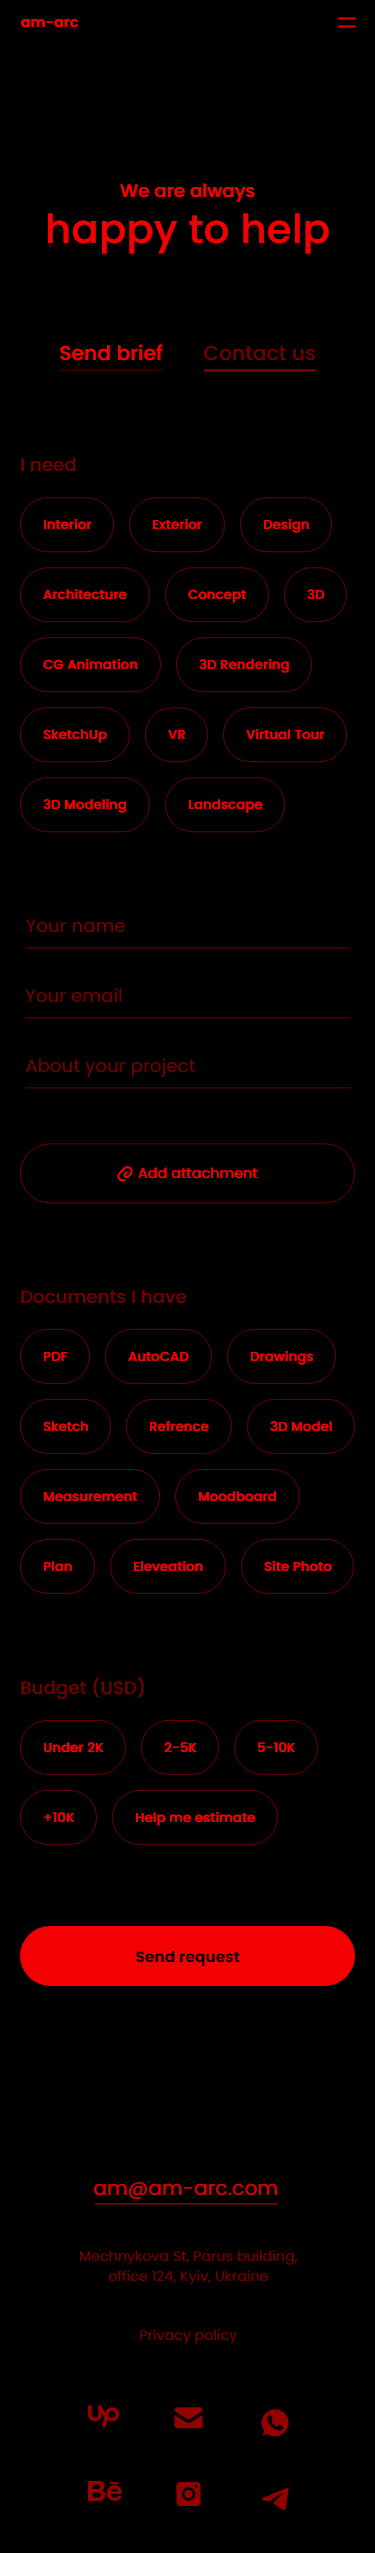 am-arc
We are always
happy to help
Send brief Contact us
I need
Interior Exterior Design
Architecture Concept 3D
CG Animation 3D Rendering
SketchUp VR Virtual Tour
3D Modeling Landscape
Your name
Your email
About your project
Add attachment
Documents I have
PDF AutoCAD Drawings
Sketch Refrence 3D Model
Measurement Moodboard
Plan Eleveation Site Photo
Budget (USD)
Under 2K 2-5K 5-10K
+10K Help me estimate
Send request
am@am-arc.com
Mechnykova St, Parus building,
office 124, Kyiv, Ukraine
Privacy policy
Up
Bē